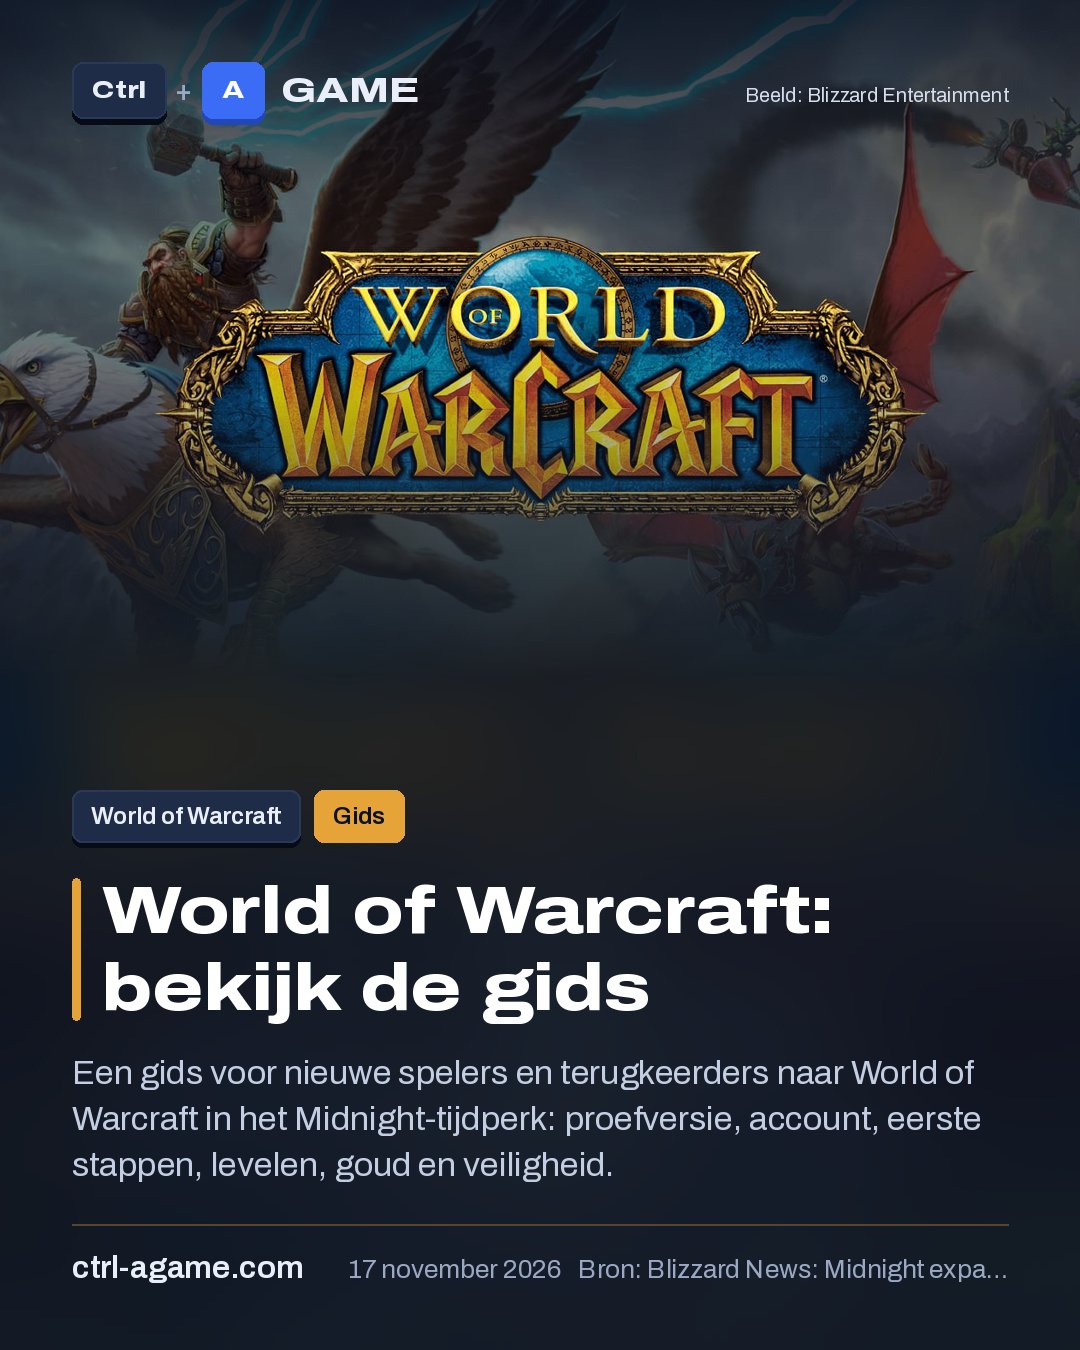 Ctrl + A GAME
Beeld: Blizzard Entertainment
WORLD OF
WARCRAFT ®
World of Warcraft Gids
World of Warcraft:
bekijk de gids
Een gids voor nieuwe spelers en terugkeerders naar World of
Warcraft in het Midnight-tijdperk: proefversie, account, eerste
stappen, levelen, goud en veiligheid.
ctrl-agame.com 17 november 2026 Bron: Blizzard News: Midnight expa...